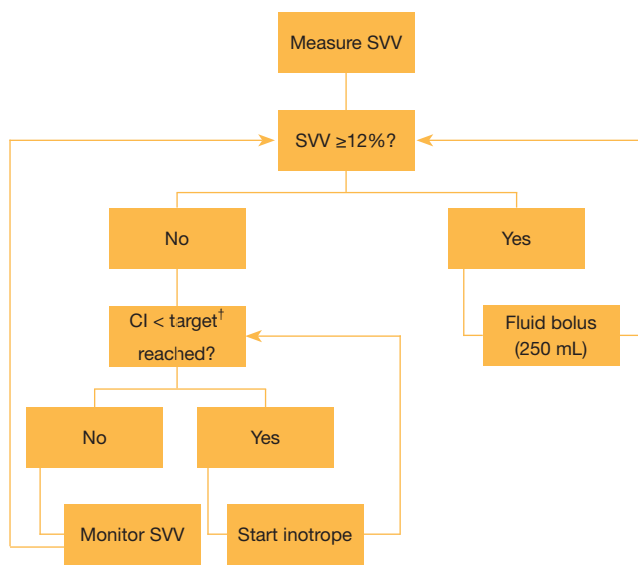 Measure SVV
SVV ≥12%?
No
Yes
CI < target†
reached?
Fluid bolus
(250 mL)
No
Yes
Monitor SVV
Start inotrope